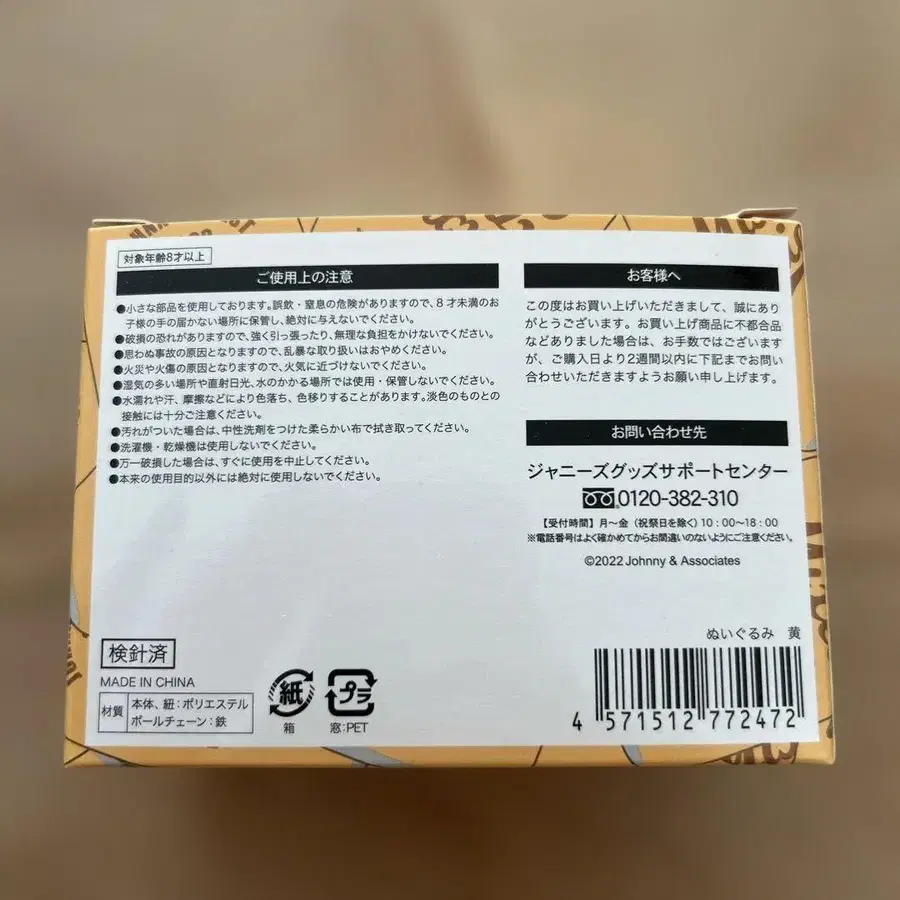 対象年齢8才以上
ご使用上の注意
●小さな部品を使用しております。誤飲・窒息の危険がありますので、8才未満のお
子様の手の届かない場所に保管し、絶対に与えないでください。
●破損の恐れがありますので、強く引っ張ったり、無理な負担をかけないでください。
●思わぬ事故の原因となりますので、乱暴な取り扱いはおやめください。
●火災や火傷の原因となりますので、火気に近づけないでください。
●湿気の多い場所や直射日光、水のかかる場所では使用・保管しないでください。
●水濡れや汗、摩擦などにより色落ち、色移りすることがあります。淡色のものとの
接触には十分ご注意ください。
●汚れがついた場合は、中性洗剤をつけた柔らかい布で拭き取ってください。
●洗濯機・乾燥機は使用しないでください。
●万一破損した場合は、すぐに使用を中止してください。
●本来の使用目的以外には絶対に使用しないでください。
検針済
MADE IN CHINA
材質
本体、紐：ポリエステル
ボールチェーン：鉄
紙
箱
プラ
窓：PET
お客様へ
この度はお買い上げいただきまして、誠にあり
がとうございます。お買い上げ商品に不都合品
などありました場合は、お手数ではございます
が、ご購入日より2週間以内に下記までお問い
合わせいただきますようお願い申し上げます。
お問い合わせ先
ジャニーズグッズサポートセンター
0120-382-310
【受付時間】月〜金（祝祭日を除く）10：00〜18：00
※電話番号はよく確かめてからお間違いのないようにご注意ください。
©2022 Johnny & Associates
ぬいぐるみ　黄
4 571512 772472